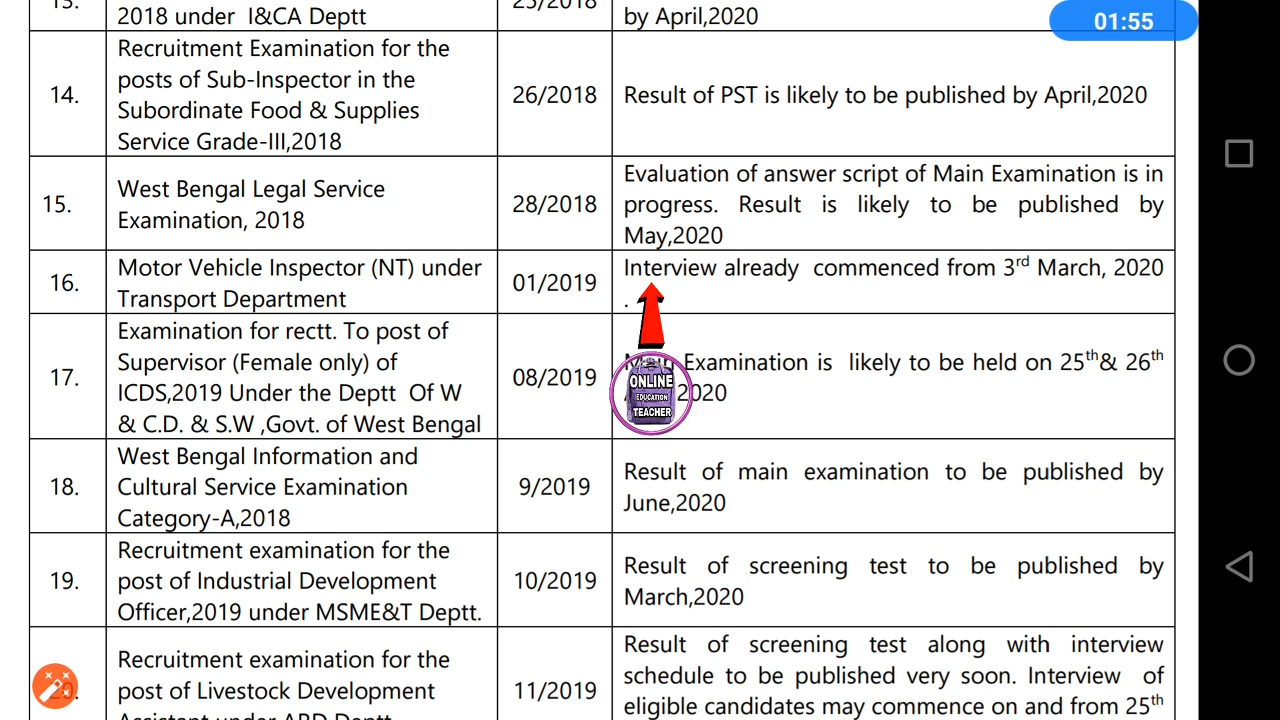 13.
2018 under I&CA Deptt
25/2018
by April,2020
01:55
14.
Recruitment Examination for the
posts of Sub-Inspector in the
Subordinate Food & Supplies
Service Grade-III,2018
26/2018
Result of PST is likely to be published by April,2020
15.
West Bengal Legal Service
Examination, 2018
28/2018
Evaluation of answer script of Main Examination is in
progress. Result is likely to be published by
May,2020
16.
Motor Vehicle Inspector (NT) under
Transport Department
01/2019
Interview already commenced from 3rd March, 2020
.
17.
Examination for rectt. To post of
Supervisor (Female only) of
ICDS,2019 Under the Deptt Of W
& C.D. & S.W ,Govt. of West Bengal
08/2019
Main Examination is likely to be held on 25th& 26th
2020
ONLINE
EDUCATION
TEACHER
18.
West Bengal Information and
Cultural Service Examination
Category-A,2018
9/2019
Result of main examination to be published by
June,2020
19.
Recruitment examination for the
post of Industrial Development
Officer,2019 under MSME&T Deptt.
10/2019
Result of screening test to be published by
March,2020
20.
Recruitment examination for the
post of Livestock Development
Assistant under ARD Deptt
11/2019
Result of screening test along with interview
schedule to be published very soon. Interview of
eligible candidates may commence on and from 25th